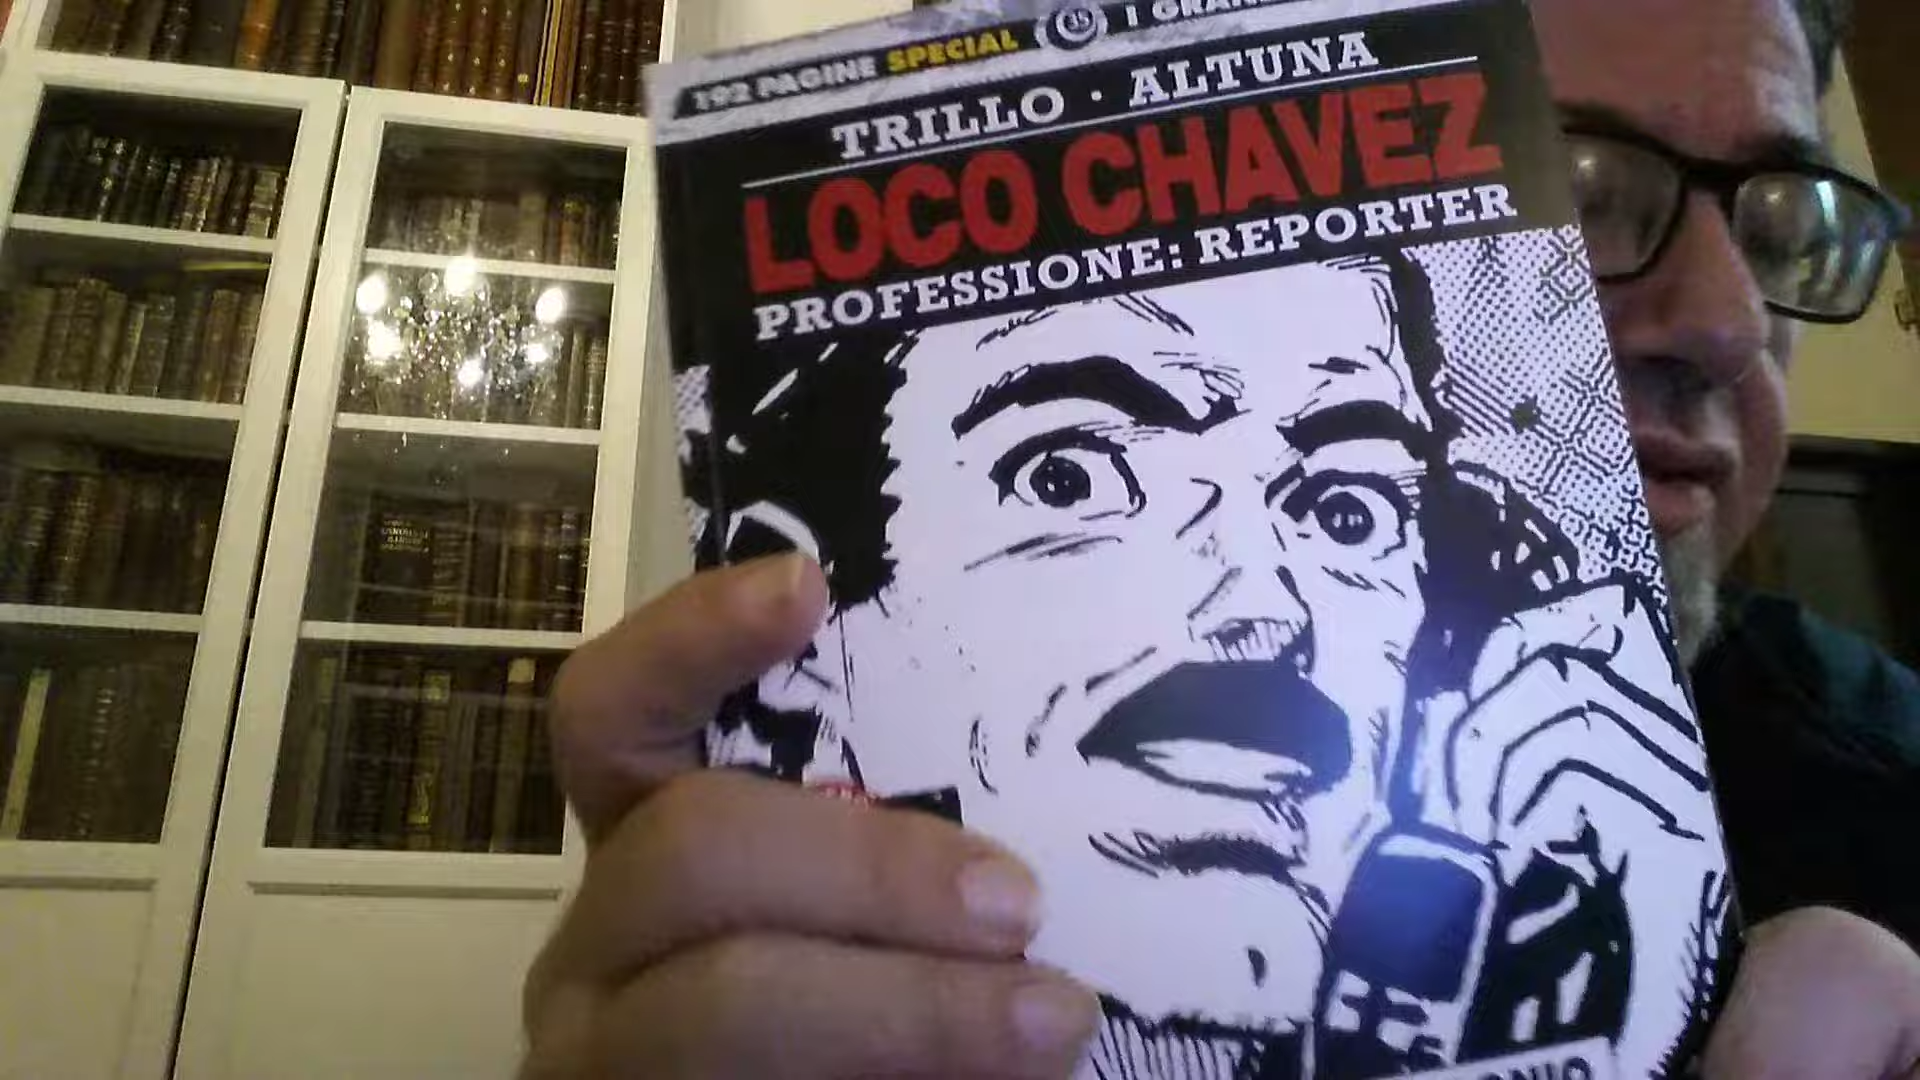 192 PAGINE SPECIAL
TRILLO · ALTUNA
LOCO CHAVEZ
PROFESSIONE: REPORTER